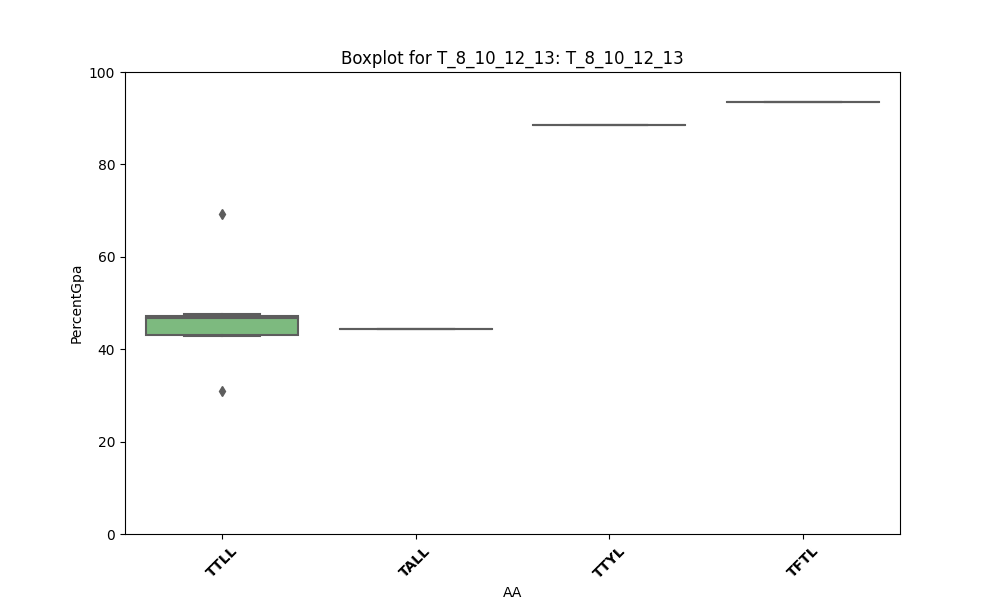 Boxplot for T_8_10_12_13: T_8_10_12_13
100
80
60
40
20
0
PercentGpa
TTLL
TALL
TTYL
TFTL
AA